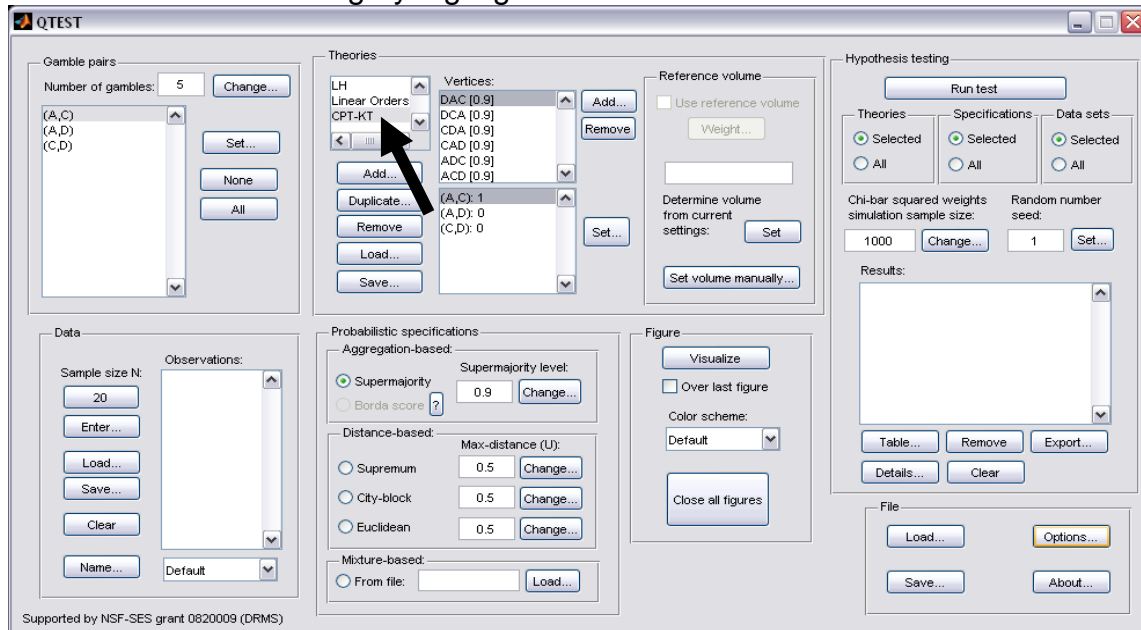 QTEST
Gamble pairs
Number of gambles: 5 Change...
(A,C)
(A,D)
(C,D)
Set...
None
All
Theories
LH
Linear Orders
CPT-KT
Add...
Duplicate...
Remove
Load...
Save...
Vertices:
DAC [0.9]
DCA [0.9]
CDA [0.9]
CAD [0.9]
ADC [0.9]
ACD [0.9]
Add...
Remove
(A,C): 1
(A,D): 0
(C,D): 0
Set...
Reference volume
Use reference volume
Weight...
Determine volume
from current
settings: Set
Set volume manually...
Hypothesis testing
Run test
Theories
Selected
All
Specifications
Selected
All
Data sets
Selected
All
Chi-bar squared weights
simulation sample size:
1000 Change...
Random number
seed:
1 Set...
Results:
Table... Remove Export...
Details... Clear
Data
Sample size N:
20
Enter...
Load...
Save...
Clear
Name... Default
Observations:
Probabilistic specifications
Aggregation-based:
Supermajority level:
Supermajority 0.9 Change...
Borda score ?
Distance-based:
Max-distance (U):
Supremum 0.5 Change...
City-block 0.5 Change...
Euclidean 0.5 Change...
Mixture-based:
From file: Load...
Figure
Visualize
Over last figure
Color scheme:
Default
Close all figures
File
Load... Options...
Save... About...
Supported by NSF-SES grant 0820009 (DRMS)